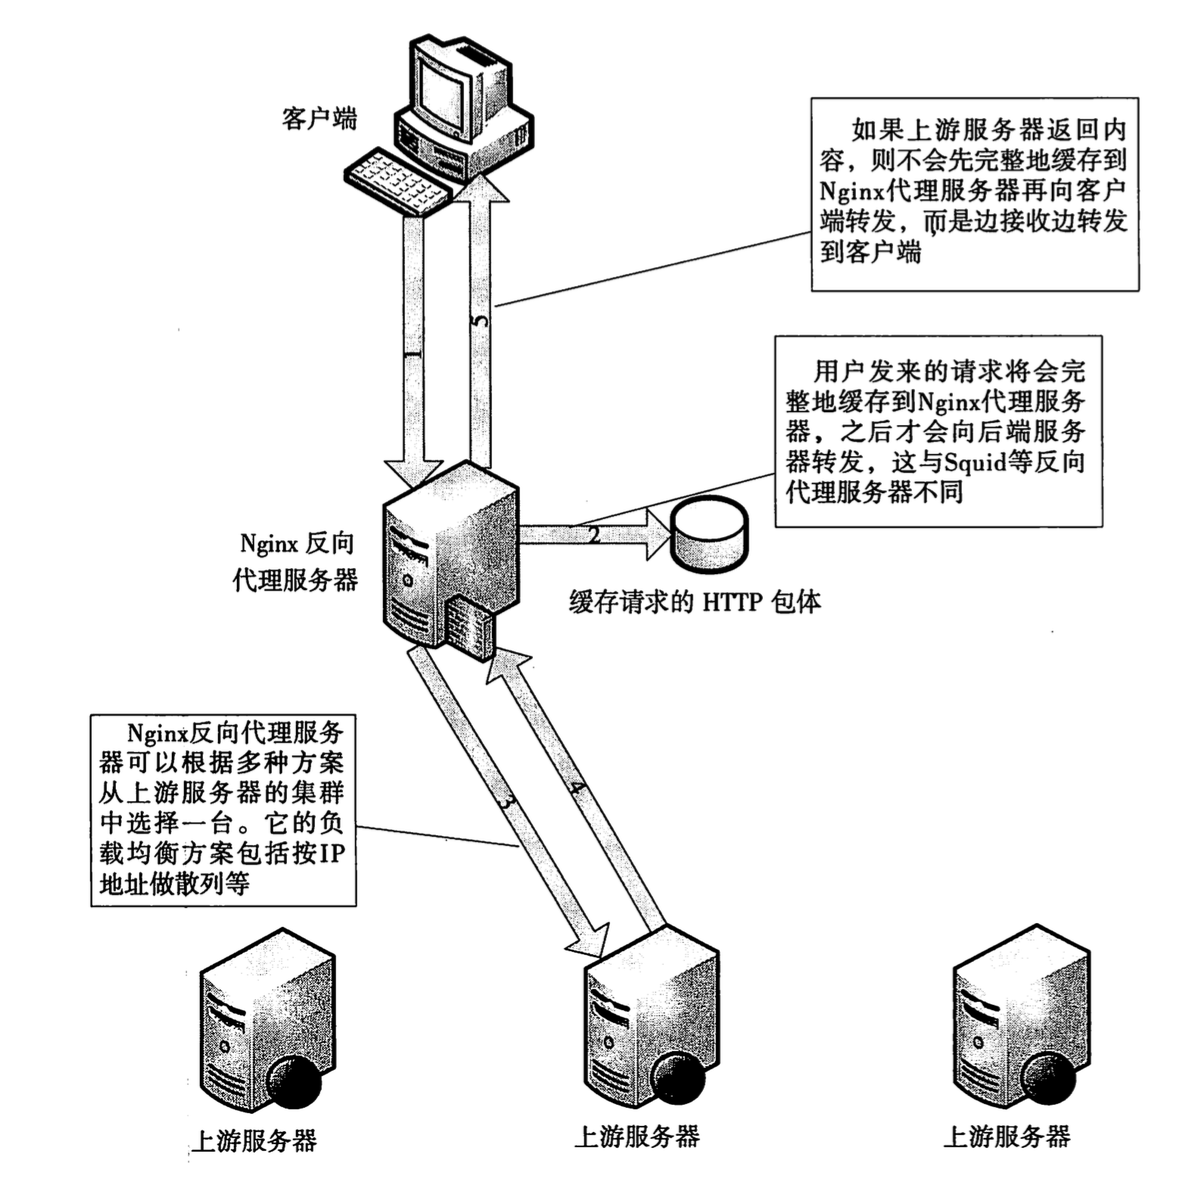 客户端
如果上游服务器返回内
容，则不会先完整地缓存到
Nginx代理服务器再向客户
端转发，而是边接收边转发
到客户端
1
5
用户发来的请求将会完
整地缓存到Nginx代理服务
器，之后才会向后端服务
器转发，这与Squid等反向
代理服务器不同
2
Nginx 反向
代理服务器
缓存请求的 HTTP 包体
Nginx反向代理服务
器可以根据多种方案
从上游服务器的集群
中选择一台。它的负
载均衡方案包括按IP
地址做散列等
3
4
上游服务器
上游服务器
上游服务器